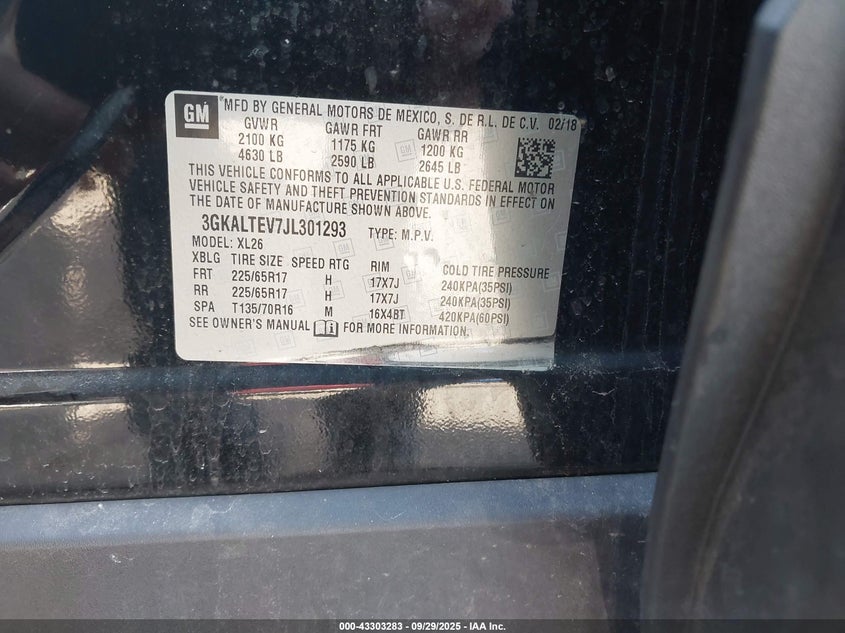 GM
MFD BY GENERAL MOTORS DE MEXICO, S. DE R.L. DE C.V. 02/18
GVWR GAWR FRT GAWR RR
2100 KG 1175 KG 1200 KG
4630 LB 2590 LB 2645 LB
THIS VEHICLE CONFORMS TO ALL APPLICABLE U.S. FEDERAL MOTOR
VEHICLE SAFETY AND THEFT PREVENTION STANDARDS IN EFFECT ON
THE DATE OF MANUFACTURE SHOWN ABOVE.
3GKALTEV7JL301293 TYPE: M.P.V.
MODEL: XL26
XBLG TIRE SIZE SPEED RTG RIM COLD TIRE PRESSURE
FRT 225/65R17 H 17X7J 240KPA(35PSI)
RR 225/65R17 H 17X7J 240KPA(35PSI)
SPA T135/70R16 M 16X4BT 420KPA(60PSI)
SEE OWNER'S MANUAL FOR MORE INFORMATION.
000-43303283 - 09/29/2025 - IAA Inc.